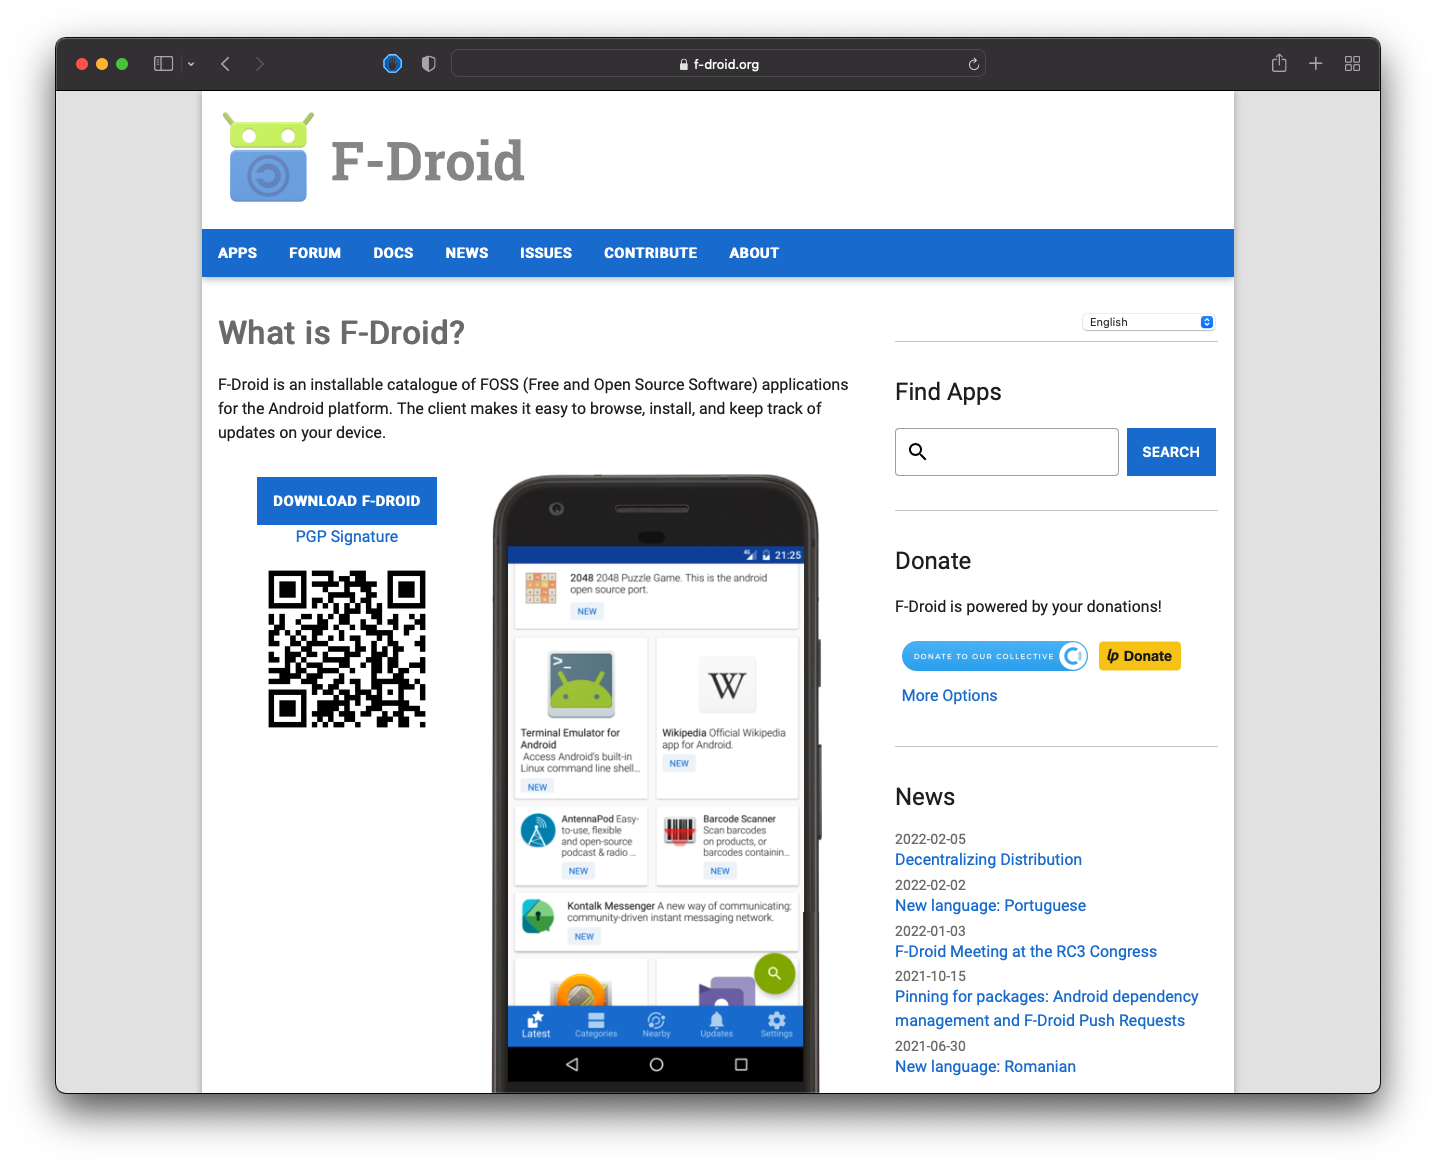 f-droid.org
F-Droid
APPS FORUM DOCS NEWS ISSUES CONTRIBUTE ABOUT
What is F-Droid?
F-Droid is an installable catalogue of FOSS (Free and Open Source Software) applications
for the Android platform. The client makes it easy to browse, install, and keep track of
updates on your device.
DOWNLOAD F-DROID
PGP Signature
21:25
2048 2048 Puzzle Game. This is the android
open source port.
NEW
>_
Terminal Emulator for
Android
Access Android's built-in
Linux command line shell...
NEW
W
Wikipedia Official Wikipedia
app for Android.
NEW
AntennaPod Easy-
to-use, flexible
and open-source
podcast & radio ...
NEW
Barcode Scanner
Scan barcodes
on products, or
barcodes containin...
NEW
Kontalk Messenger A new way of communicating:
community-driven instant messaging network.
NEW
Latest Categories Nearby Updates Settings
English
Find Apps
SEARCH
Donate
F-Droid is powered by your donations!
DONATE TO OUR COLLECTIVE
lp Donate
More Options
News
2022-02-05
Decentralizing Distribution
2022-02-02
New language: Portuguese
2022-01-03
F-Droid Meeting at the RC3 Congress
2021-10-15
Pinning for packages: Android dependency
management and F-Droid Push Requests
2021-06-30
New language: Romanian